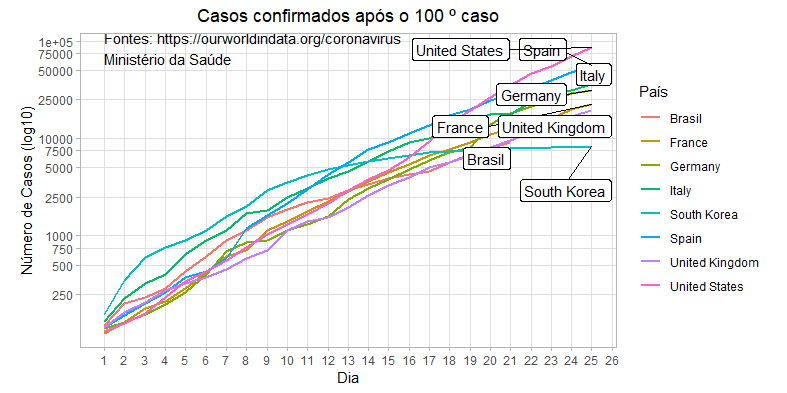 Casos confirmados após o 100 º caso
Fontes: https://ourworldindata.org/coronavirus
Ministério da Saúde
Número de Casos (log10)
1e+05
75000
50000
25000
10000
7500
5000
2500
1000
750
500
250
United States
Spain
Italy
Germany
France
United Kingdom
Brasil
South Korea
1 2 3 4 5 6 7 8 9 10 11 12 13 14 15 16 17 18 19 20 21 22 23 24 25 26
Dia
País
Brasil
France
Germany
Italy
South Korea
Spain
United Kingdom
United States